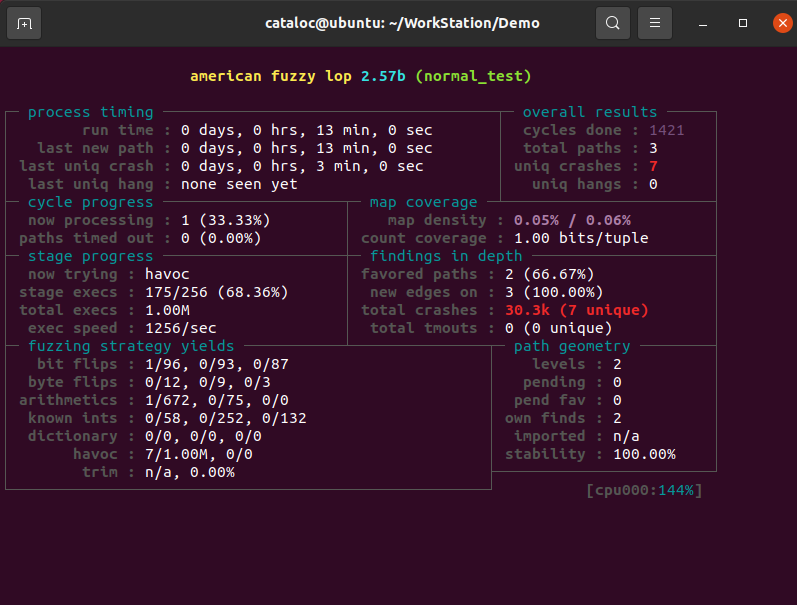 cataloc@ubuntu: ~/WorkStation/Demo
american fuzzy lop 2.57b (normal_test)
process timing overall results
run time : 0 days, 0 hrs, 13 min, 0 sec cycles done : 1421
last new path : 0 days, 0 hrs, 13 min, 0 sec total paths : 3
last uniq crash : 0 days, 0 hrs, 3 min, 0 sec uniq crashes : 7
last uniq hang : none seen yet uniq hangs : 0
cycle progress map coverage
now processing : 1 (33.33%) map density : 0.05% / 0.06%
paths timed out : 0 (0.00%) count coverage : 1.00 bits/tuple
stage progress findings in depth
now trying : havoc favored paths : 2 (66.67%)
stage execs : 175/256 (68.36%) new edges on : 3 (100.00%)
total execs : 1.00M total crashes : 30.3k (7 unique)
exec speed : 1256/sec total tmouts : 0 (0 unique)
fuzzing strategy yields path geometry
bit flips : 1/96, 0/93, 0/87 levels : 2
byte flips : 0/12, 0/9, 0/3 pending : 0
arithmetics : 1/672, 0/75, 0/0 pend fav : 0
known ints : 0/58, 0/252, 0/132 own finds : 2
dictionary : 0/0, 0/0, 0/0 imported : n/a
havoc : 7/1.00M, 0/0 stability : 100.00%
trim : n/a, 0.00%
[cpu000:144%]